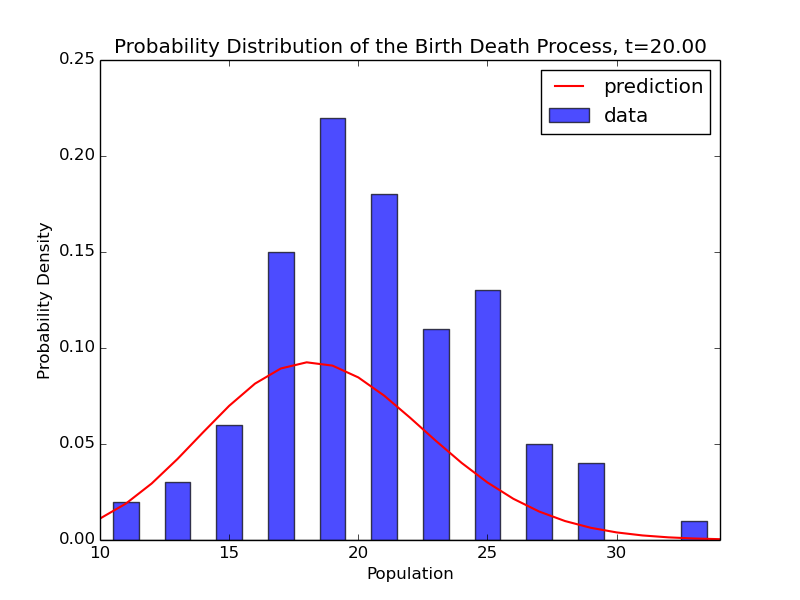 Probability Distribution of the Birth Death Process, t=20.00
prediction
data
Probability Density
0.25
0.20
0.15
0.10
0.05
0.00
10 15 20 25 30
Population